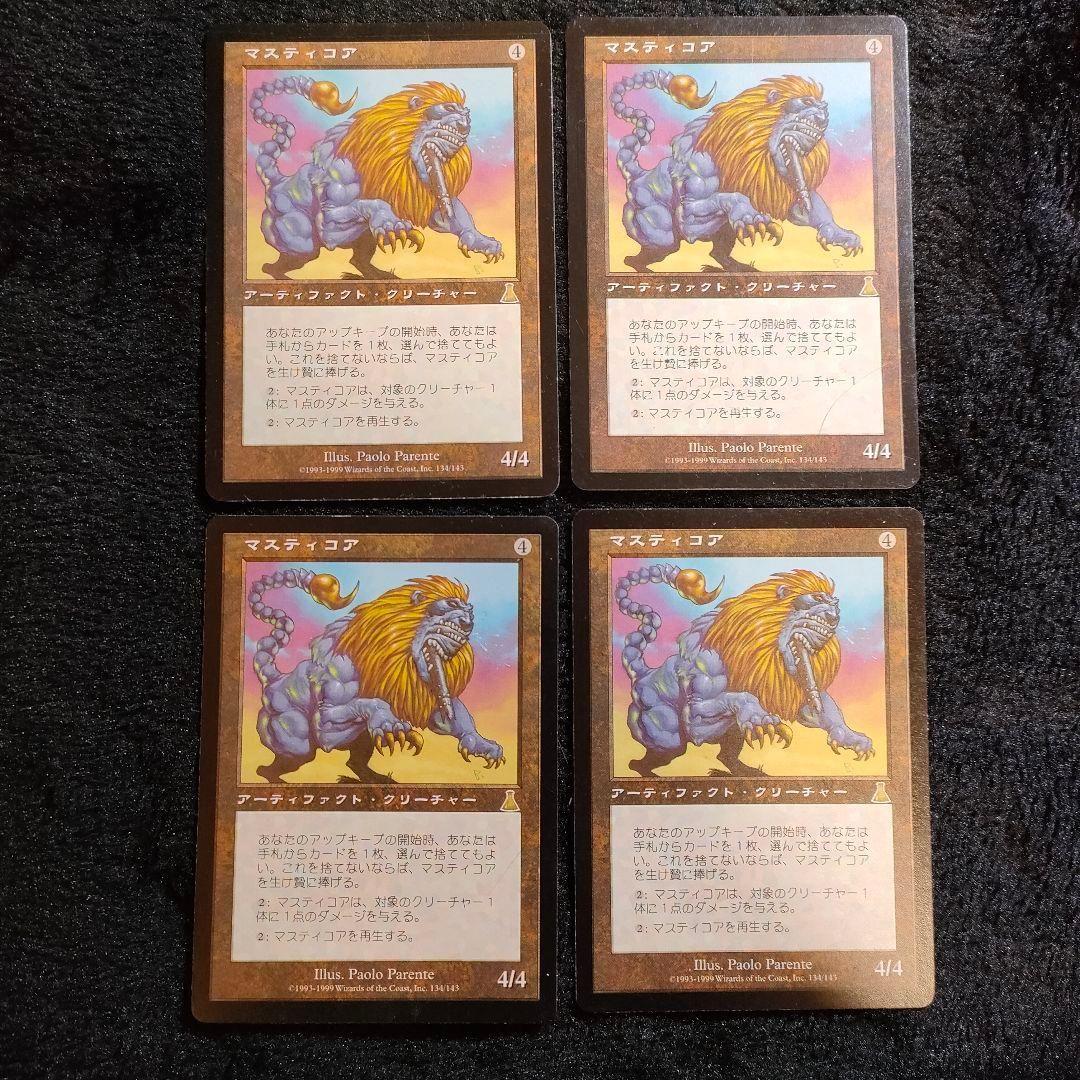 マスティコア 4
アーティファクト・クリーチャー
あなたのアップキープの開始時、あなたは
手札からカードを1枚、選んで捨ててもよ
い。これを捨てないならば、マスティコア
を生け贄に捧げる。
2: マスティコアは、対象のクリーチャー1
体に1点のダメージを与える。
2: マスティコアを再生する。
Illus. Paolo Parente
©1993-1999 Wizards of the Coast, Inc. 134/143
4/4
マスティコア 4
アーティファクト・クリーチャー
あなたのアップキープの開始時、あなたは
手札からカードを1枚、選んで捨ててもよ
い。これを捨てないならば、マスティコア
を生け贄に捧げる。
2: マスティコアは、対象のクリーチャー1
体に1点のダメージを与える。
2: マスティコアを再生する。
Illus. Paolo Parente
©1993-1999 Wizards of the Coast, Inc. 134/143
4/4
マスティコア 4
アーティファクト・クリーチャー
あなたのアップキープの開始時、あなたは
手札からカードを1枚、選んで捨ててもよ
い。これを捨てないならば、マスティコア
を生け贄に捧げる。
2: マスティコアは、対象のクリーチャー1
体に1点のダメージを与える。
2: マスティコアを再生する。
Illus. Paolo Parente
©1993-1999 Wizards of the Coast, Inc. 134/143
4/4
マスティコア 4
アーティファクト・クリーチャー
あなたのアップキープの開始時、あなたは
手札からカードを1枚、選んで捨ててもよ
い。これを捨てないならば、マスティコア
を生け贄に捧げる。
2: マスティコアは、対象のクリーチャー1
体に1点のダメージを与える。
2: マスティコアを再生する。
Illus. Paolo Parente
©1993-1999 Wizards of the Coast, Inc. 134/143
4/4